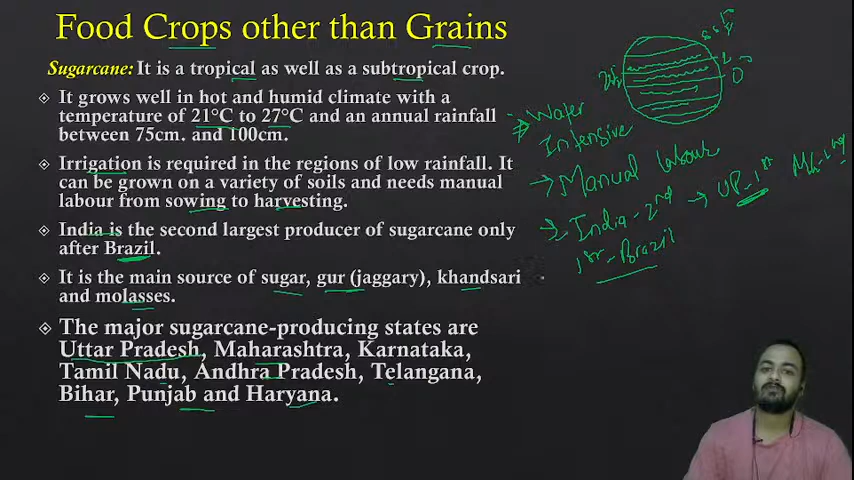 Food Crops other than Grains
Sugarcane: It is a tropical as well as a subtropical crop.
It grows well in hot and humid climate with a
temperature of 21°C to 27°C and an annual rainfall
between 75cm. and 100cm.
Irrigation is required in the regions of low rainfall. It
can be grown on a variety of soils and needs manual
labour from sowing to harvesting.
India is the second largest producer of sugarcane only
after Brazil.
It is the main source of sugar, gur (jaggary), khandsari
and molasses.
The major sugarcane-producing states are
Uttar Pradesh, Maharashtra, Karnataka,
Tamil Nadu, Andhra Pradesh, Telangana,
Bihar, Punjab and Haryana.
Water
Intensive
Manual labour
India - 2nd → UP - 1st Mh - 2nd
1st - Brazil